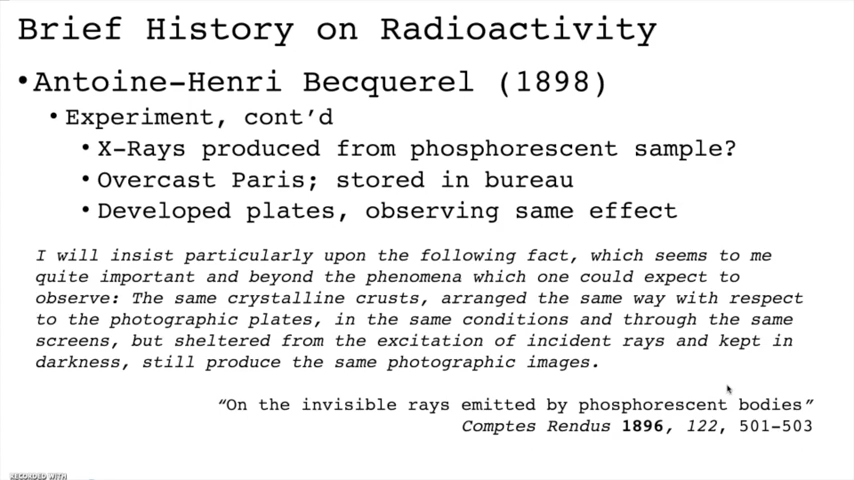 Brief History on Radioactivity
•Antoine-Henri Becquerel (1898)
• Experiment, cont’d
• X-Rays produced from phosphorescent sample?
• Overcast Paris; stored in bureau
• Developed plates, observing same effect
I will insist particularly upon the following fact, which seems to me
quite important and beyond the phenomena which one could expect to
observe: The same crystalline crusts, arranged the same way with respect
to the photographic plates, in the same conditions and through the same
screens, but sheltered from the excitation of incident rays and kept in
darkness, still produce the same photographic images.
“On the invisible rays emitted by phosphorescent bodies”
Comptes Rendus 1896, 122, 501-503
RECORDED WITH